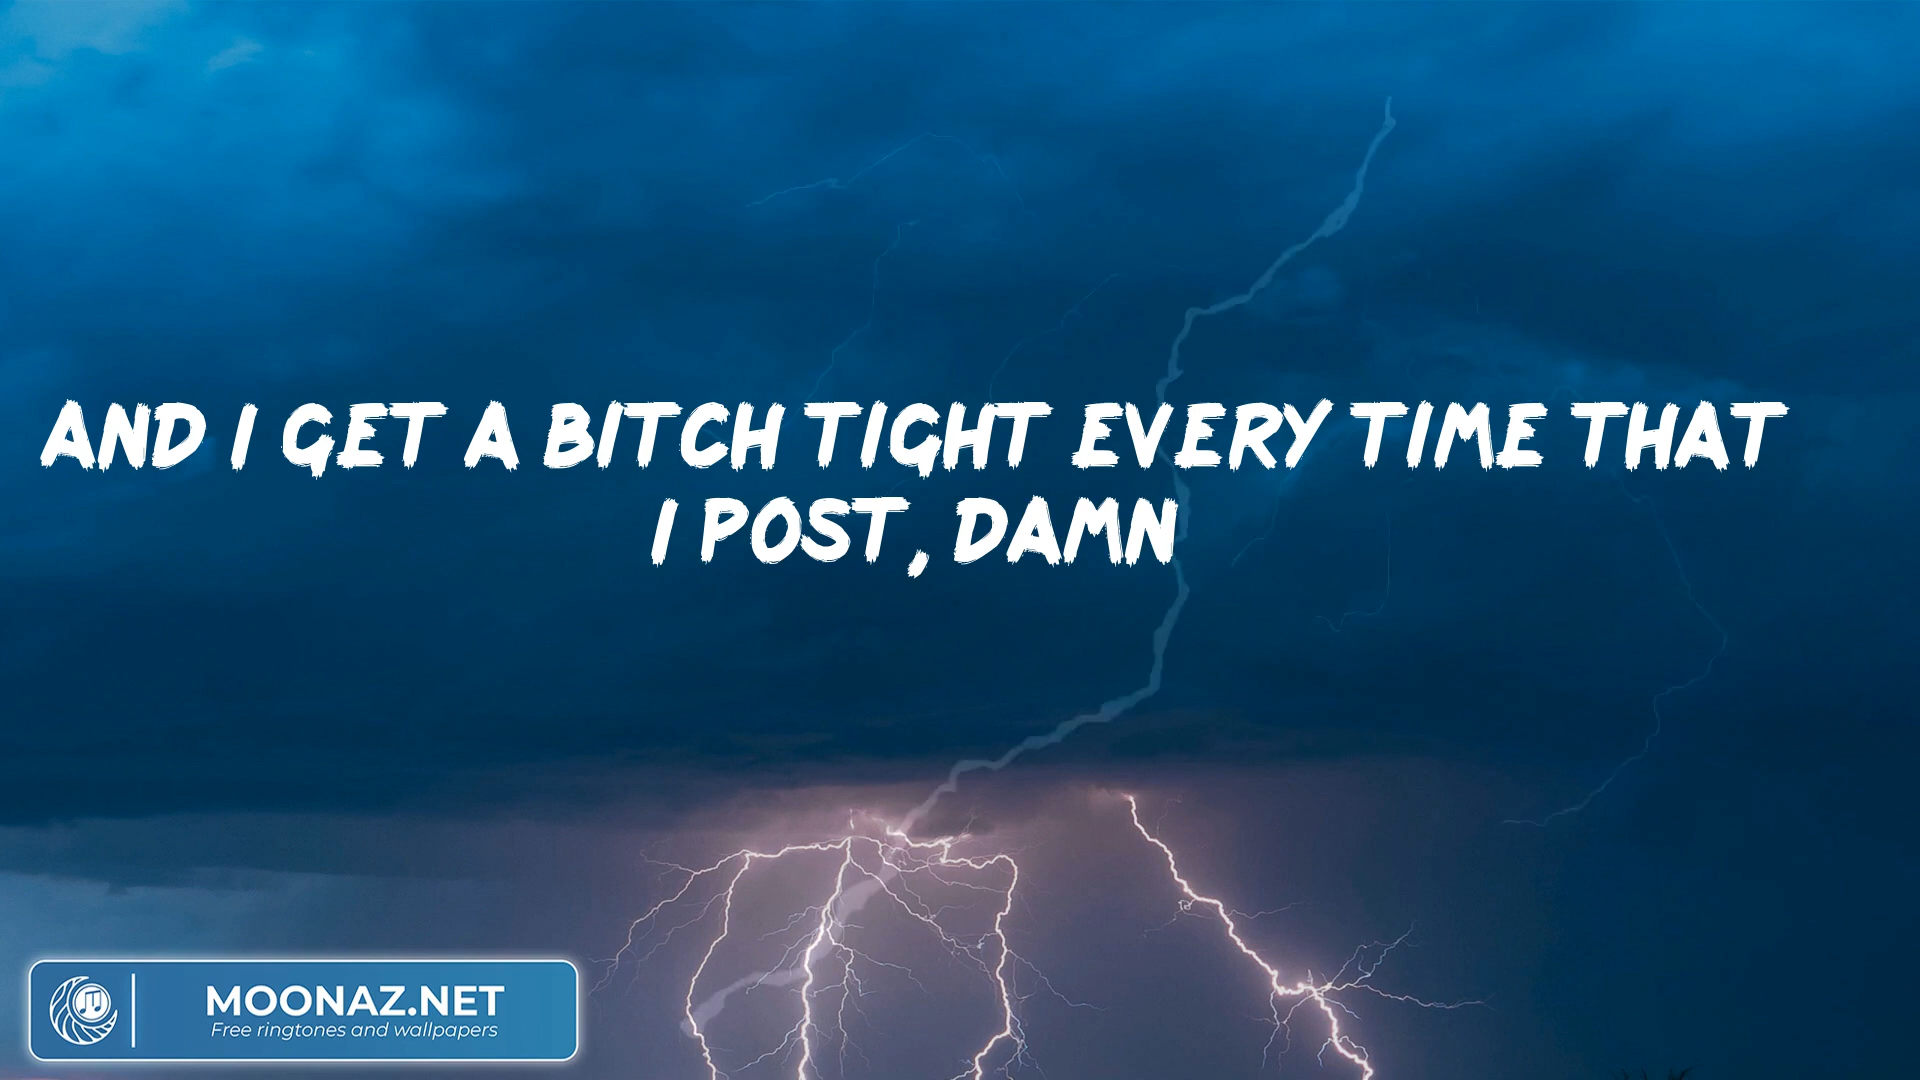 AND I GET A BITCH TIGHT EVERY TIME THAT
I POST, DAMN
MOONAZ.NET
Free ringtones and wallpapers